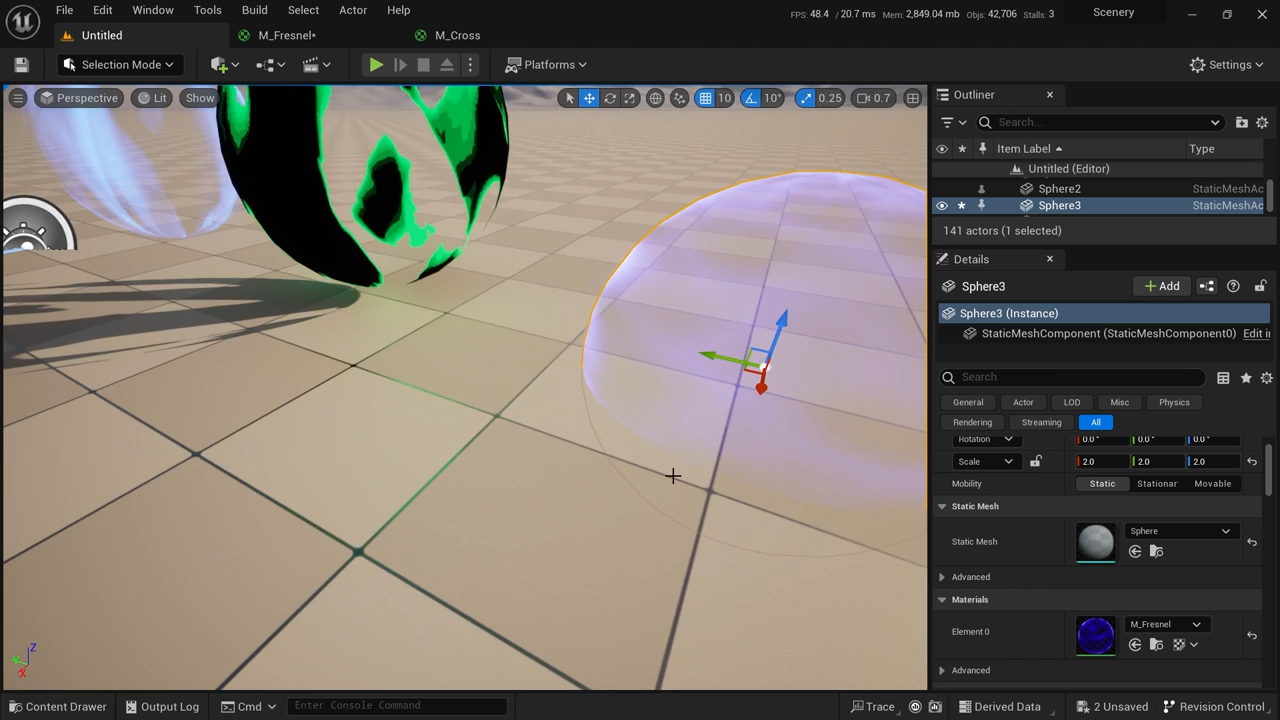 File Edit Window Tools Build Select Actor Help
FPS: 48.4 / 20.7 ms Mem: 2,849.04 mb Objs: 42,706 Stalls: 3
Scenery
Untitled
M_Fresnel*
M_Cross
Selection Mode
Platforms
Settings
Perspective
Lit
Show
10
10°
0.25
0.7
Outliner
Search...
Item Label
Type
Untitled (Editor)
Sphere2
StaticMeshAc
Sphere3
StaticMeshAc
141 actors (1 selected)
Details
Sphere3
+ Add
Sphere3 (Instance)
StaticMeshComponent (StaticMeshComponent0)
Edit i
Search
General Actor LOD Misc Physics
Rendering Streaming All
Rotation
0.0° 0.0° 0.0°
Scale
2.0 2.0 2.0
Mobility
Static Stationar Movable
Static Mesh
Static Mesh
Sphere
Advanced
Materials
Element 0
M_Fresnel
Advanced
Z
X
Content Drawer
Output Log
Cmd
Enter Console Command
Trace
Derived Data
2 Unsaved
Revision Control